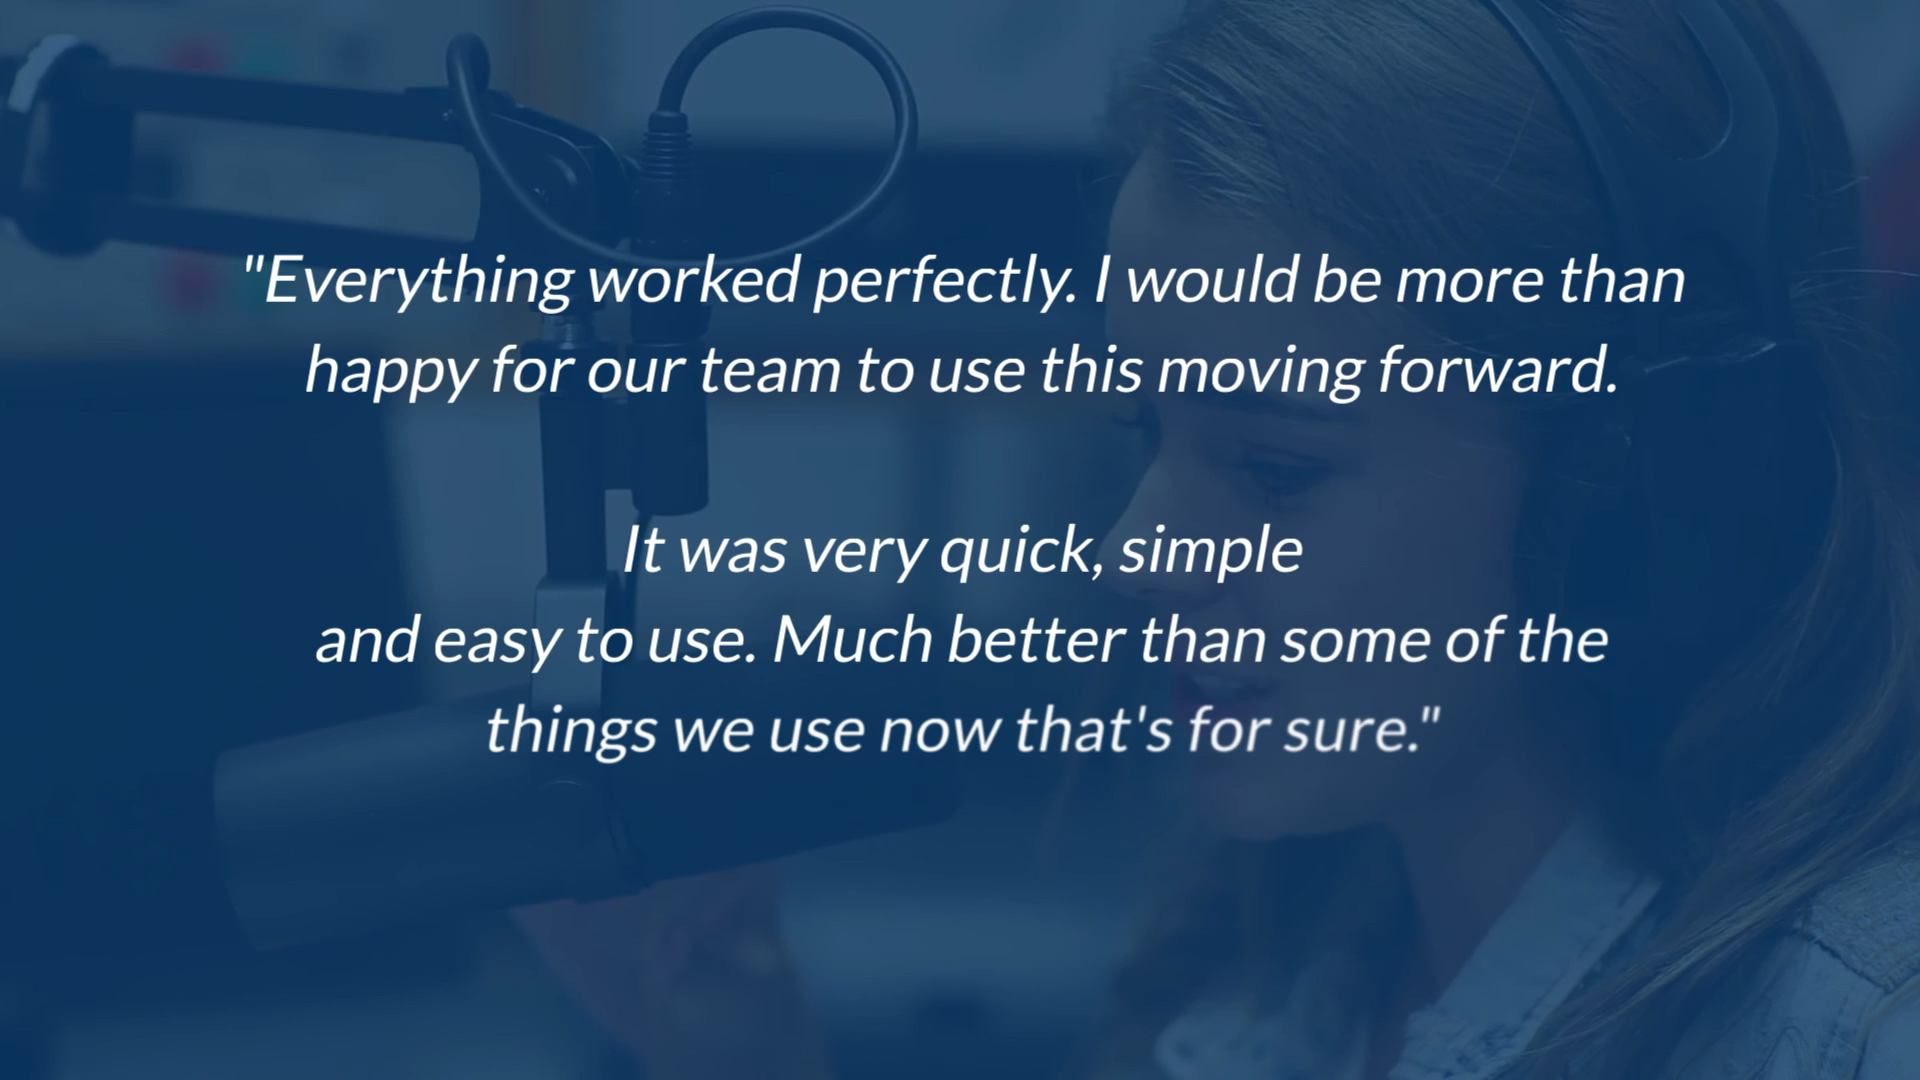 "Everything worked perfectly. I would be more than
happy for our team to use this moving forward.
It was very quick, simple
and easy to use. Much better than some of the
things we use now that's for sure."